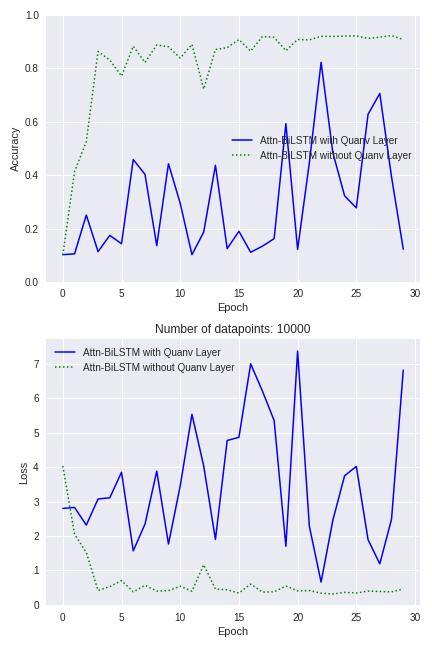 1.0
0.8
0.6
0.4
0.2
0.0
Accuracy
Attn-BiLSTM with Quanv Layer
Attn-BiLSTM without Quanv Layer
0 5 10 15 20 25 30
Epoch
Number of datapoints: 10000
7
6
5
4
3
2
1
0
Loss
Attn-BiLSTM with Quanv Layer
Attn-BiLSTM without Quanv Layer
0 5 10 15 20 25 30
Epoch